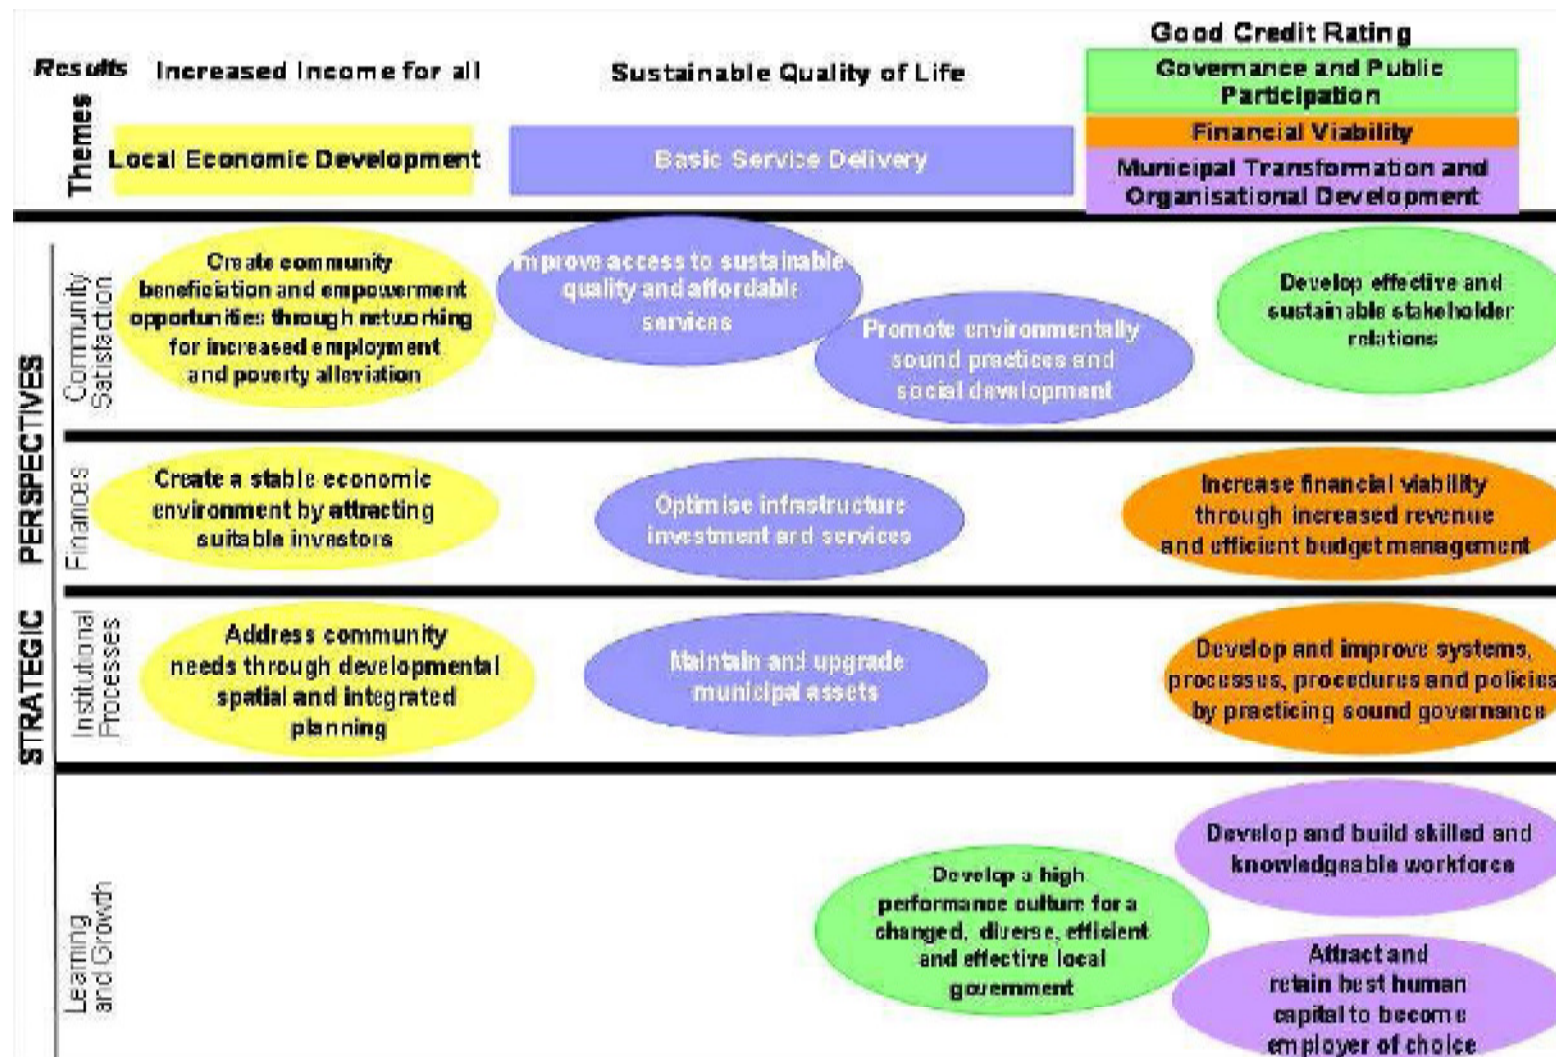 Good Credit Rating
Results
Increased Income for all
Sustainable Quality of Life
Governance and Public
Participation
Themes
Local Economic Development
Basic Service Delivery
Financial Viability
Municipal Transformation and
Organisational Development
STRATEGIC PERSPECTIVES
Community
Satisfaction
Create community
beneficiation and empowerment
opportunities through networking
for increased employment
and poverty alleviation
Improve access to sustainable
quality and affordable
services
Promote environmentally
sound practices and
social development
Develop effective and
sustainable stakeholder
relations
Finances
Create a stable economic
environment by attracting
suitable investors
Optimise infrastructure
investment and services
Increase financial viability
through increased revenue
and efficient budget management
Institutional
Processes
Address community
needs through developmental
spatial and integrated
planning
Maintain and upgrade
municipal assets
Develop and improve systems,
processes, procedures and policies
by practicing sound governance
Learning
and Growth
Develop a high
performance culture for a
changed, diverse, efficient
and effective local
government
Develop and build skilled and
knowledgeable workforce
Attract and
retain best human
capital to become
employer of choice